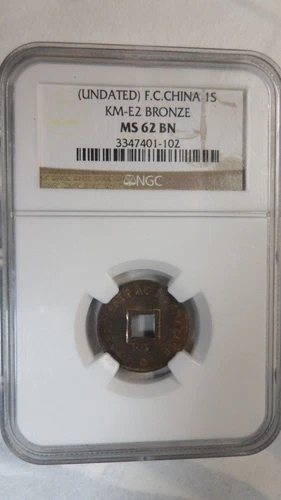 (UNDATED) F.C.CHINA 1S
KM-E2 BRONZE
MS 62 BN
3347401-102
NGC